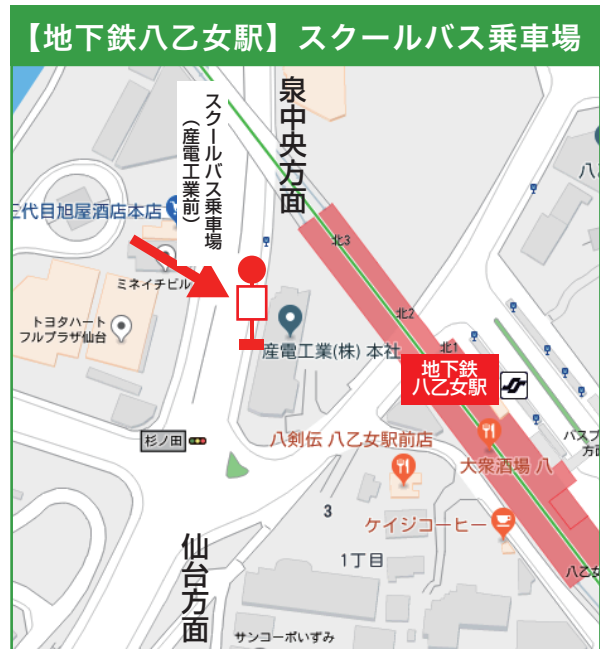 【地下鉄八乙女駅】スクールバス乗車場
泉中央方面
スクールバス乗車場
（産電工業前）
三代目旭屋酒店本店
北3
ミネイチビル
北2
トヨタハート
フルプラザ仙台
産電工業(株) 本社
北1
地下鉄
八乙女駅
杉ノ田
八剣伝 八乙女駅前店
大衆酒場 八
バスプ
方面
3
ケイジコーヒー
1丁目
仙台方面
八乙女
サンコーポいずみ